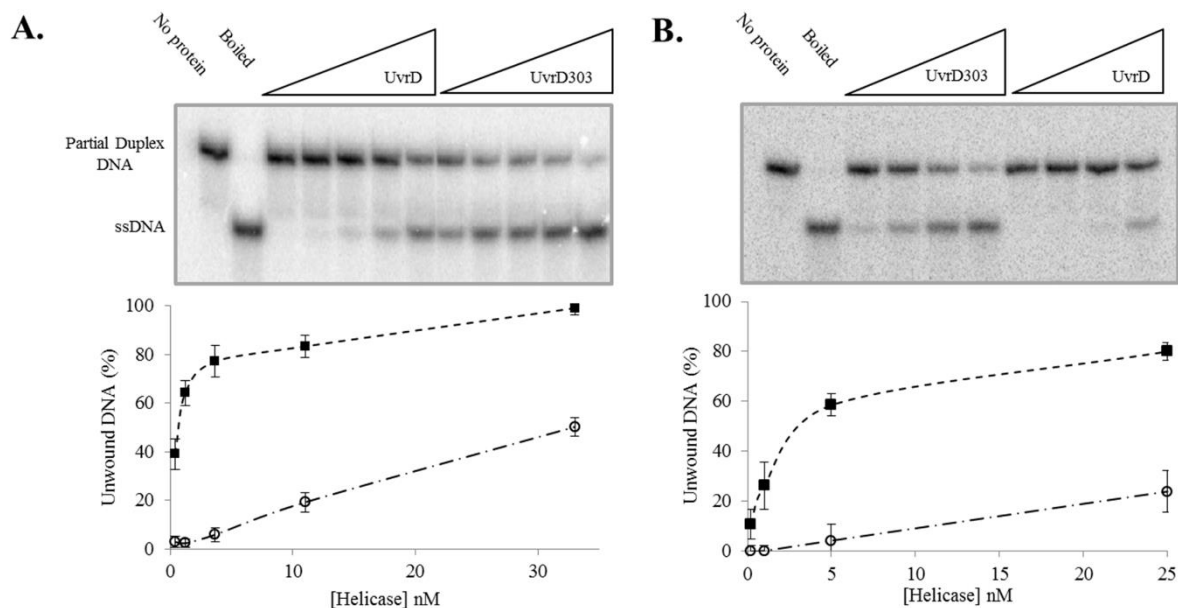 A.
No protein
Boiled
UvrD
UvrD303
Partial Duplex
DNA
ssDNA
100
80
60
40
20
0
Unwound DNA (%)
0 10 20 30
[Helicase] nM
B.
No protein
Boiled
UvrD303
UvrD
100
80
60
40
20
0
Unwound DNA (%)
0 5 10 15 20 25
[Helicase] nM